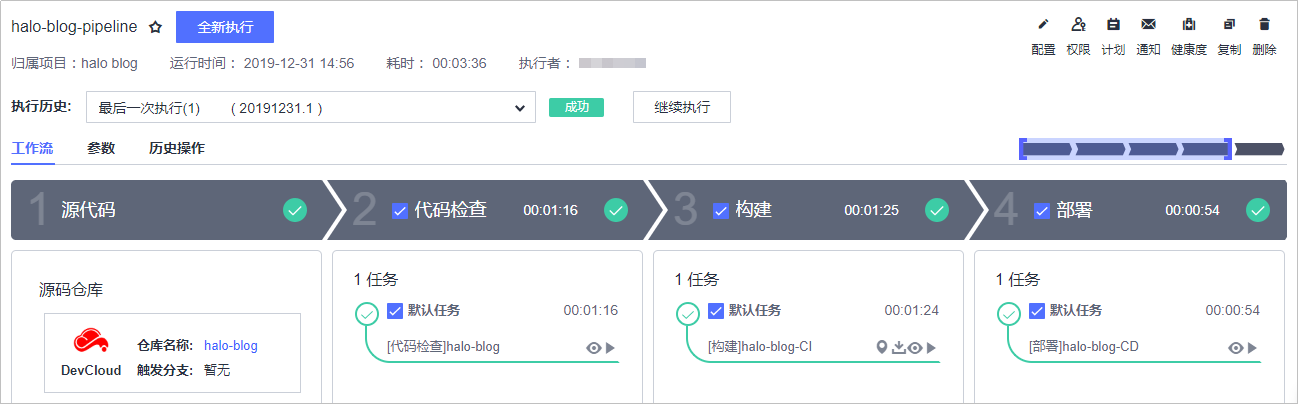 halo-blog-pipeline 全新执行
配置 权限 计划 通知 健康度 复制 删除
归属项目：halo blog 运行时间： 2019-12-31 14:56 耗时： 00:03:36 执行者：
执行历史: 最后一次执行(1) ( 20191231.1 ) 成功 继续执行
工作流 参数 历史操作
1 源代码 2 代码检查 00:01:16 3 构建 00:01:25 4 部署 00:00:54
源码仓库
DevCloud
仓库名称: halo-blog
触发分支: 暂无
1 任务
默认任务 00:01:16
[代码检查]halo-blog
1 任务
默认任务 00:01:24
[构建]halo-blog-CI
1 任务
默认任务 00:00:54
[部署]halo-blog-CD